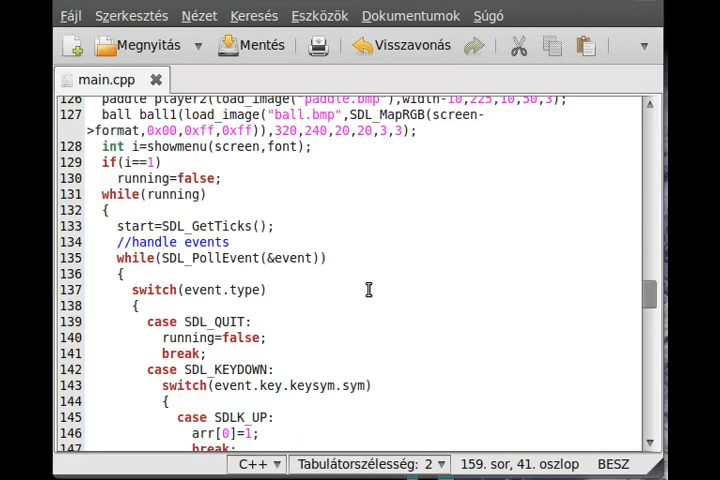 Fájl Szerkesztés Nézet Keresés Eszközök Dokumentumok Súgó
Megnyitás Mentés Visszavonás
main.cpp
126 paddle player2(load_image("paddle.bmp"),width-10,225,10,50,3);
127 ball ball1(load_image("ball.bmp",SDL_MapRGB(screen-
>format,0x00,0xff,0xff)),320,240,20,20,3,3);
128 int i=showmenu(screen,font);
129 if(i==1)
130 running=false;
131 while(running)
132 {
133 start=SDL_GetTicks();
134 //handle events
135 while(SDL_PollEvent(&event))
136 {
137 switch(event.type)
138 {
139 case SDL_QUIT:
140 running=false;
141 break;
142 case SDL_KEYDOWN:
143 switch(event.key.keysym.sym)
144 {
145 case SDLK_UP:
146 arr[0]=1;
147 break;
C++ Tabulátorszélesség: 2 159. sor, 41. oszlop BESZ